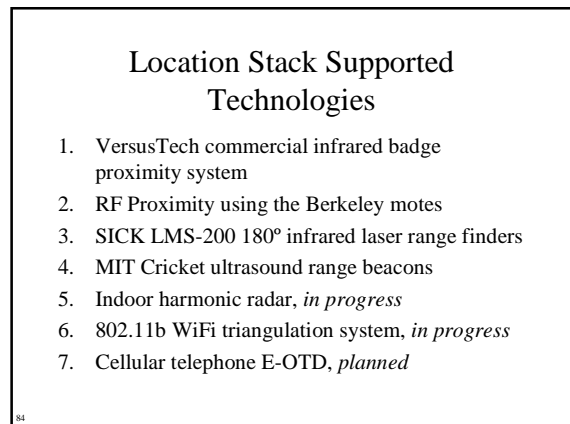 Location Stack Supported
Technologies
1. VersusTech commercial infrared badge
proximity system
2. RF Proximity using the Berkeley motes
3. SICK LMS-200 180º infrared laser range finders
4. MIT Cricket ultrasound range beacons
5. Indoor harmonic radar, in progress
6. 802.11b WiFi triangulation system, in progress
7. Cellular telephone E-OTD, planned
84